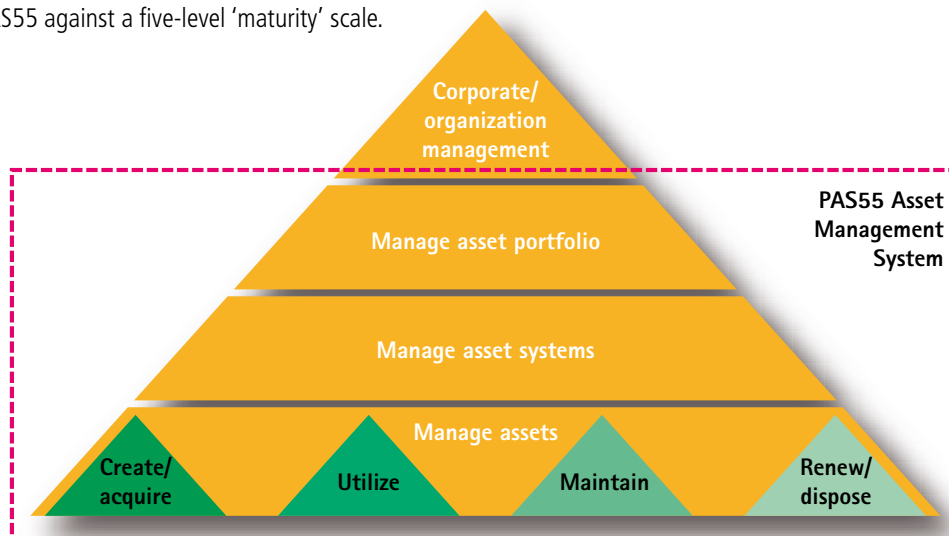 AS55 against a five-level ‘maturity’ scale.
Corporate/
organization
management
PAS55 Asset
Management
System
Manage asset portfolio
Manage asset systems
Manage assets
Create/
acquire
Utilize
Maintain
Renew/
dispose